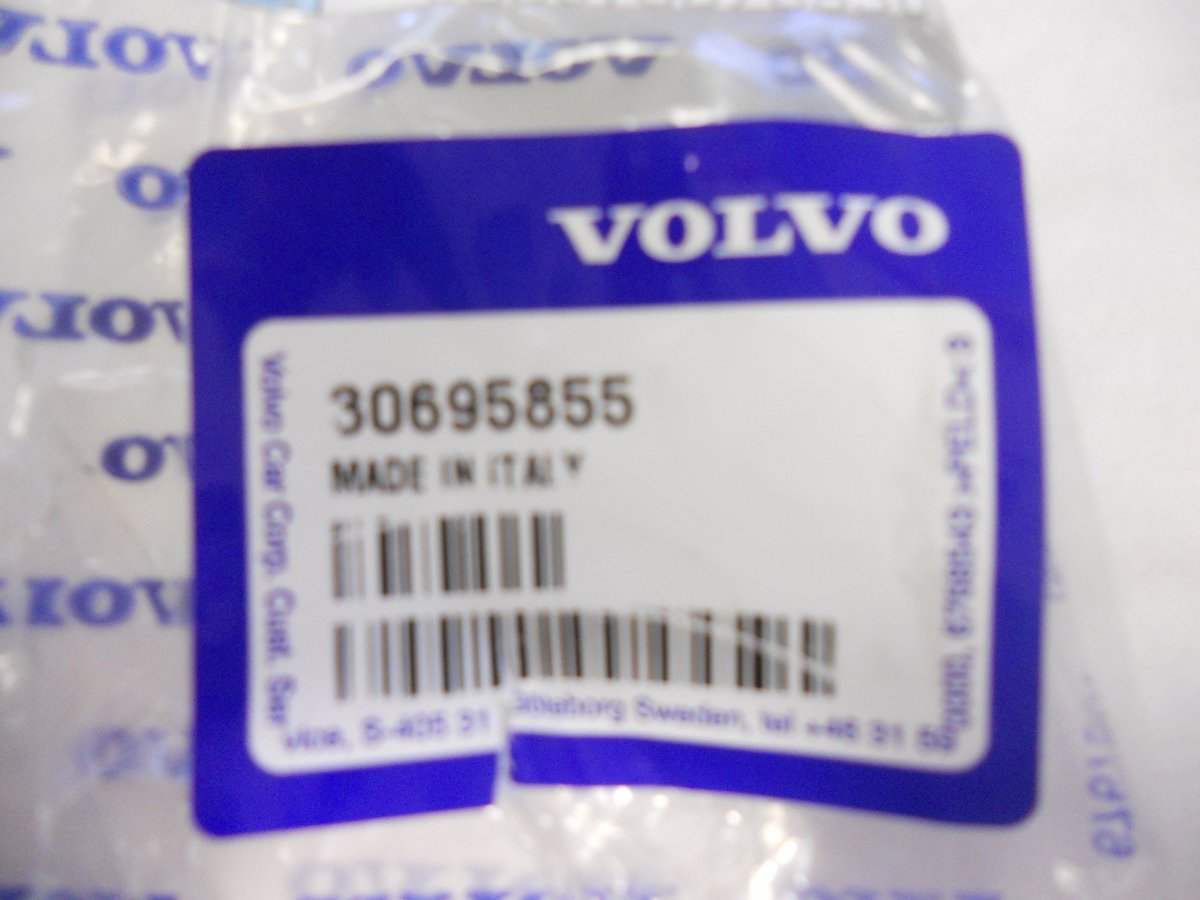 VOLVO
30695855
MADE IN ITALY
Volvo Car Corp. Cust. Ser
vice, S-405 31
Göteborg Sweden, tel +46 31